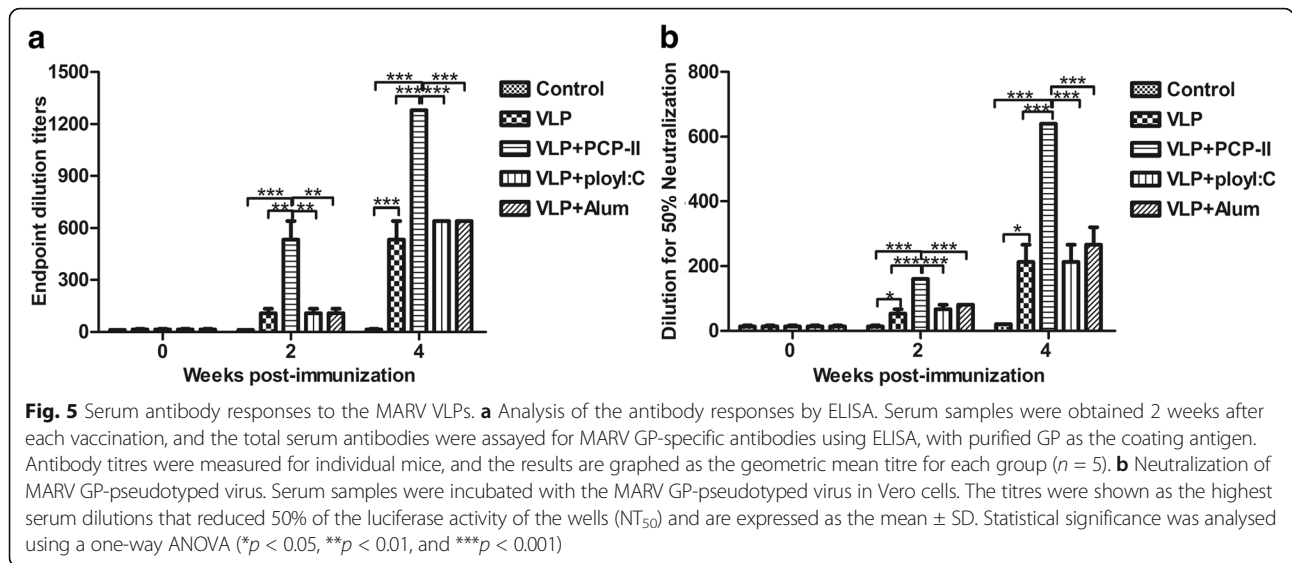 a
1500
1200
900
600
300
0
Endpoint dilution titers
*** ***
*** ***
*** **
** **
***
0 2 4
Weeks post-immunization
Control
VLP
VLP+PCP-II
VLP+ployI:C
VLP+Alum
b
800
600
400
200
0
Dilution for 50% Neutralization
***
*** ***
***
*** ***
*** ***
*
*
0 2 4
Weeks post-immunization
Control
VLP
VLP+PCP-II
VLP+ployI:C
VLP+Alum
Fig. 5 Serum antibody responses to the MARV VLPs. a Analysis of the antibody responses by ELISA. Serum samples were obtained 2 weeks after
each vaccination, and the total serum antibodies were assayed for MARV GP-specific antibodies using ELISA, with purified GP as the coating antigen.
Antibody titres were measured for individual mice, and the results are graphed as the geometric mean titre for each group (n = 5). b Neutralization of
MARV GP-pseudotyped virus. Serum samples were incubated with the MARV GP-pseudotyped virus in Vero cells. The titres were shown as the highest
serum dilutions that reduced 50% of the luciferase activity of the wells (NT50) and are expressed as the mean ± SD. Statistical significance was analysed
using a one-way ANOVA (*p < 0.05, **p < 0.01, and ***p < 0.001)